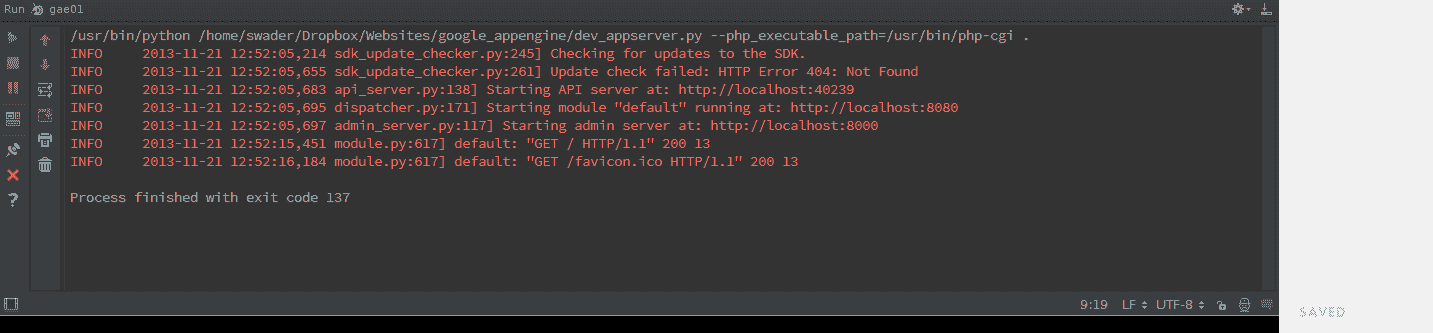 Run gae01
/usr/bin/python /home/swader/Dropbox/Websites/google_appengine/dev_appserver.py --php_executable_path=/usr/bin/php-cgi .
INFO 2013-11-21 12:52:05,214 sdk_update_checker.py:245] Checking for updates to the SDK.
INFO 2013-11-21 12:52:05,655 sdk_update_checker.py:261] Update check failed: HTTP Error 404: Not Found
INFO 2013-11-21 12:52:05,683 api_server.py:138] Starting API server at: http://localhost:40239
INFO 2013-11-21 12:52:05,695 dispatcher.py:171] Starting module "default" running at: http://localhost:8080
INFO 2013-11-21 12:52:05,697 admin_server.py:117] Starting admin server at: http://localhost:8000
INFO 2013-11-21 12:52:15,451 module.py:617] default: "GET / HTTP/1.1" 200 13
INFO 2013-11-21 12:52:16,184 module.py:617] default: "GET /favicon.ico HTTP/1.1" 200 13
Process finished with exit code 137
9:19 LF UTF-8
SAVED